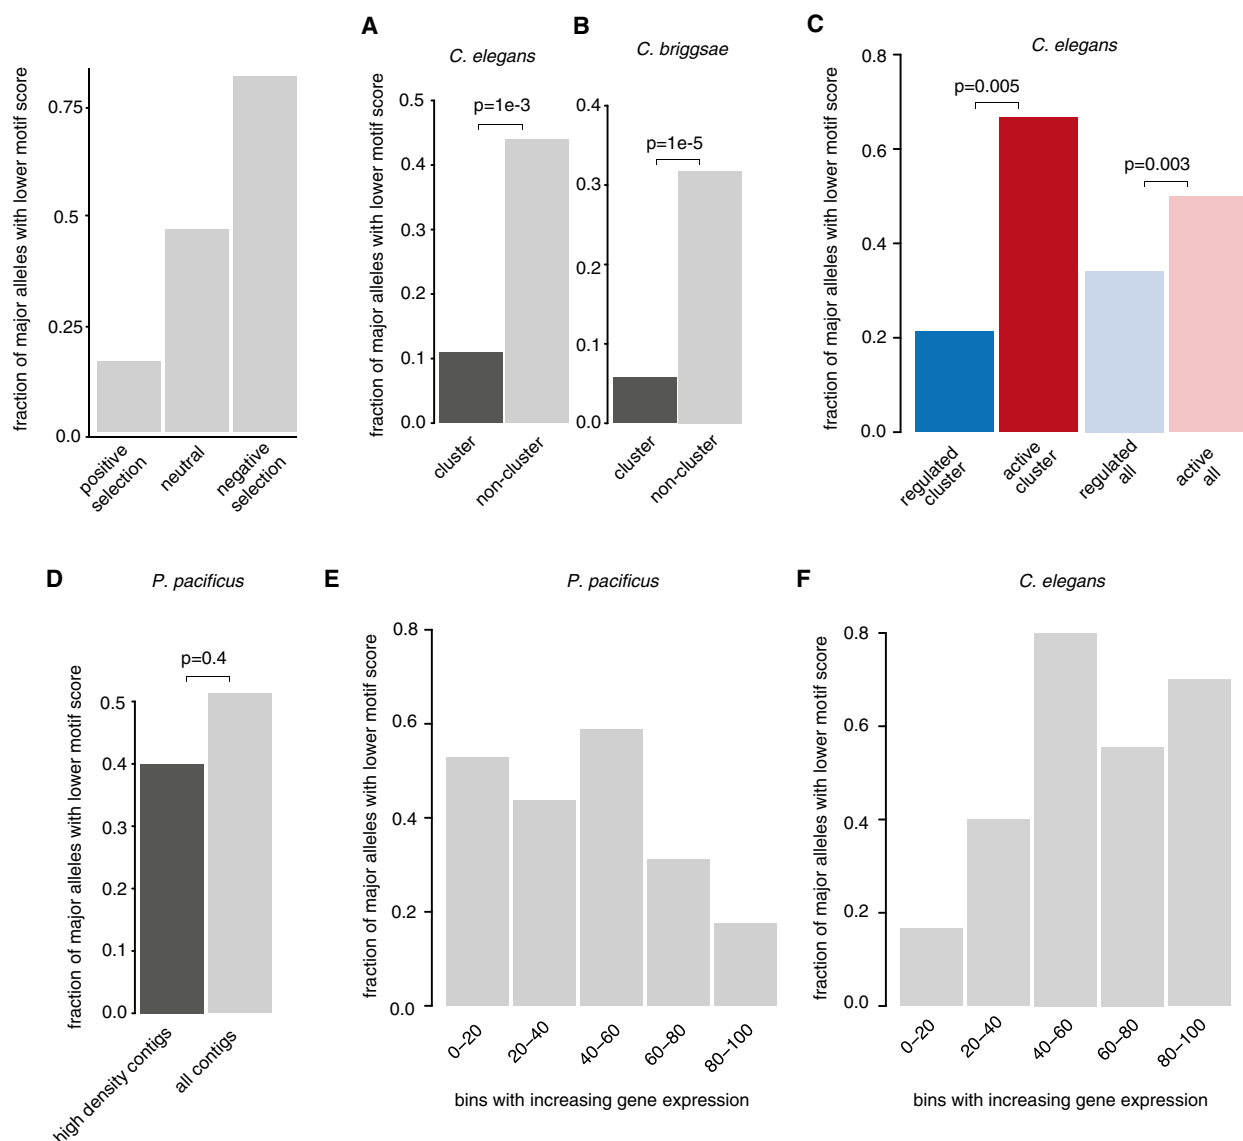 fraction of major alleles with lower motif score
0.75
0.5
0.25
0.0
positive
selection
neutral
negative
selection
A
C. elegans
fraction of major alleles with lower motif score
0.5
0.4
0.3
0.2
0.1
0.0
p=1e-3
cluster
non-cluster
B
C. briggsae
0.4
0.3
0.2
0.1
0.0
p=1e-5
cluster
non-cluster
C
C. elegans
fraction of major alleles with lower motif score
0.8
0.6
0.4
0.2
0.0
p=0.005
p=0.003
regulated
cluster
active
cluster
regulated
all
active
all
D
P. pacificus
fraction of major alleles with lower motif score
p=0.4
0.5
0.4
0.3
0.2
0.1
0.0
high density contigs
all contigs
E
P. pacificus
fraction of major alleles with lower motif score
0.8
0.6
0.4
0.2
0.0
0–20
20–40
40–60
60–80
80–100
bins with increasing gene expression
F
C. elegans
fraction of major alleles with lower motif score
0.8
0.6
0.4
0.2
0.0
0–20
20–40
40–60
60–80
80–100
bins with increasing gene expression